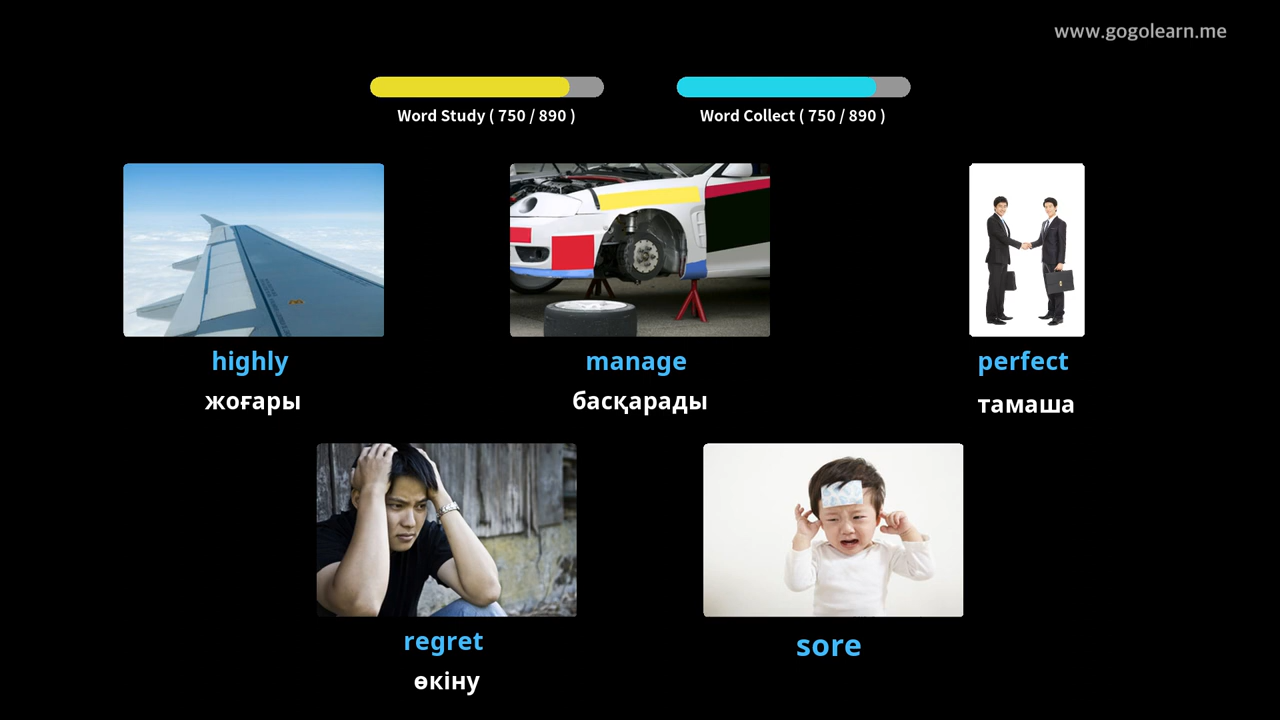 www.gogolearn.me
Word Study ( 750 / 890 )
Word Collect ( 750 / 890 )
highly
жоғары
manage
басқарады
perfect
тамаша
regret
өкіну
sore